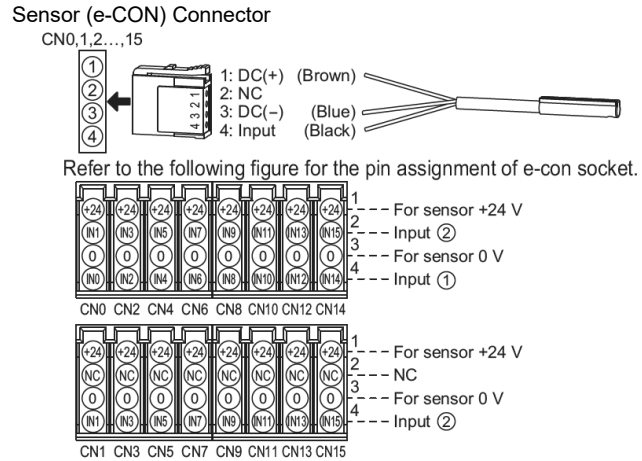 Sensor (e-CON) Connector
CN0,1,2…,15
1
2
3
4
4 3 2 1
1: DC(+) (Brown)
2: NC
3: DC(−) (Blue)
4: Input (Black)
Refer to the following figure for the pin assignment of e-con socket.
+24 +24 +24 +24 +24 +24 +24 +24 1 For sensor +24 V
IN1 IN3 IN5 IN7 IN9 IN11 IN13 IN15 2 Input ②
0 0 0 0 0 0 0 0 3 For sensor 0 V
IN0 IN2 IN4 IN6 IN8 IN10 IN12 IN14 4 Input ①
CN0 CN2 CN4 CN6 CN8 CN10 CN12 CN14
+24 +24 +24 +24 +24 +24 +24 +24 1 For sensor +24 V
NC NC NC NC NC NC NC NC 2 NC
0 0 0 0 0 0 0 0 3 For sensor 0 V
IN1 IN3 IN5 IN7 IN9 IN11 IN13 IN15 4 Input ②
CN1 CN3 CN5 CN7 CN9 CN11 CN13 CN15